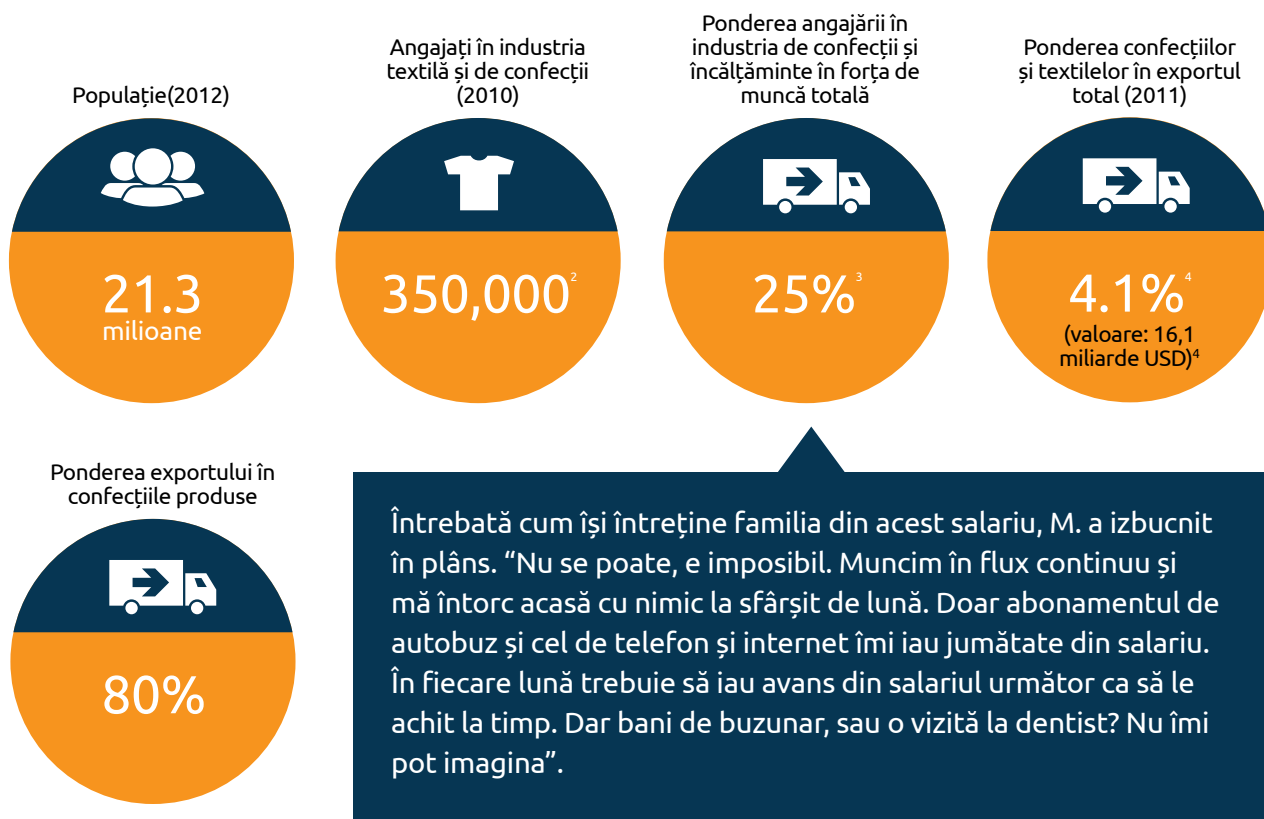 Populație(2012)
21.3
milioane
Angajați în industria
textilă și de confecții
(2010)
350,000²
Ponderea angajării în
industria de confecții și
încălțăminte în forța de
muncă totală
25%³
Ponderea confecțiilor
și textilelor în exportul
total (2011)
4.1%⁴
(valoare: 16,1
miliarde USD)⁴
Ponderea exportului în
confecțiile produse
80%
Întrebată cum își întreține familia din acest salariu, M. a izbucnit
în plâns. “Nu se poate, e imposibil. Muncim în flux continuu și
mă întorc acasă cu nimic la sfârșit de lună. Doar abonamentul de
autobuz și cel de telefon și internet îmi iau jumătate din salariu.
În fiecare lună trebuie să iau avans din salariul următor ca să le
achit la timp. Dar bani de buzunar, sau o vizită la dentist? Nu îmi
pot imagina”.